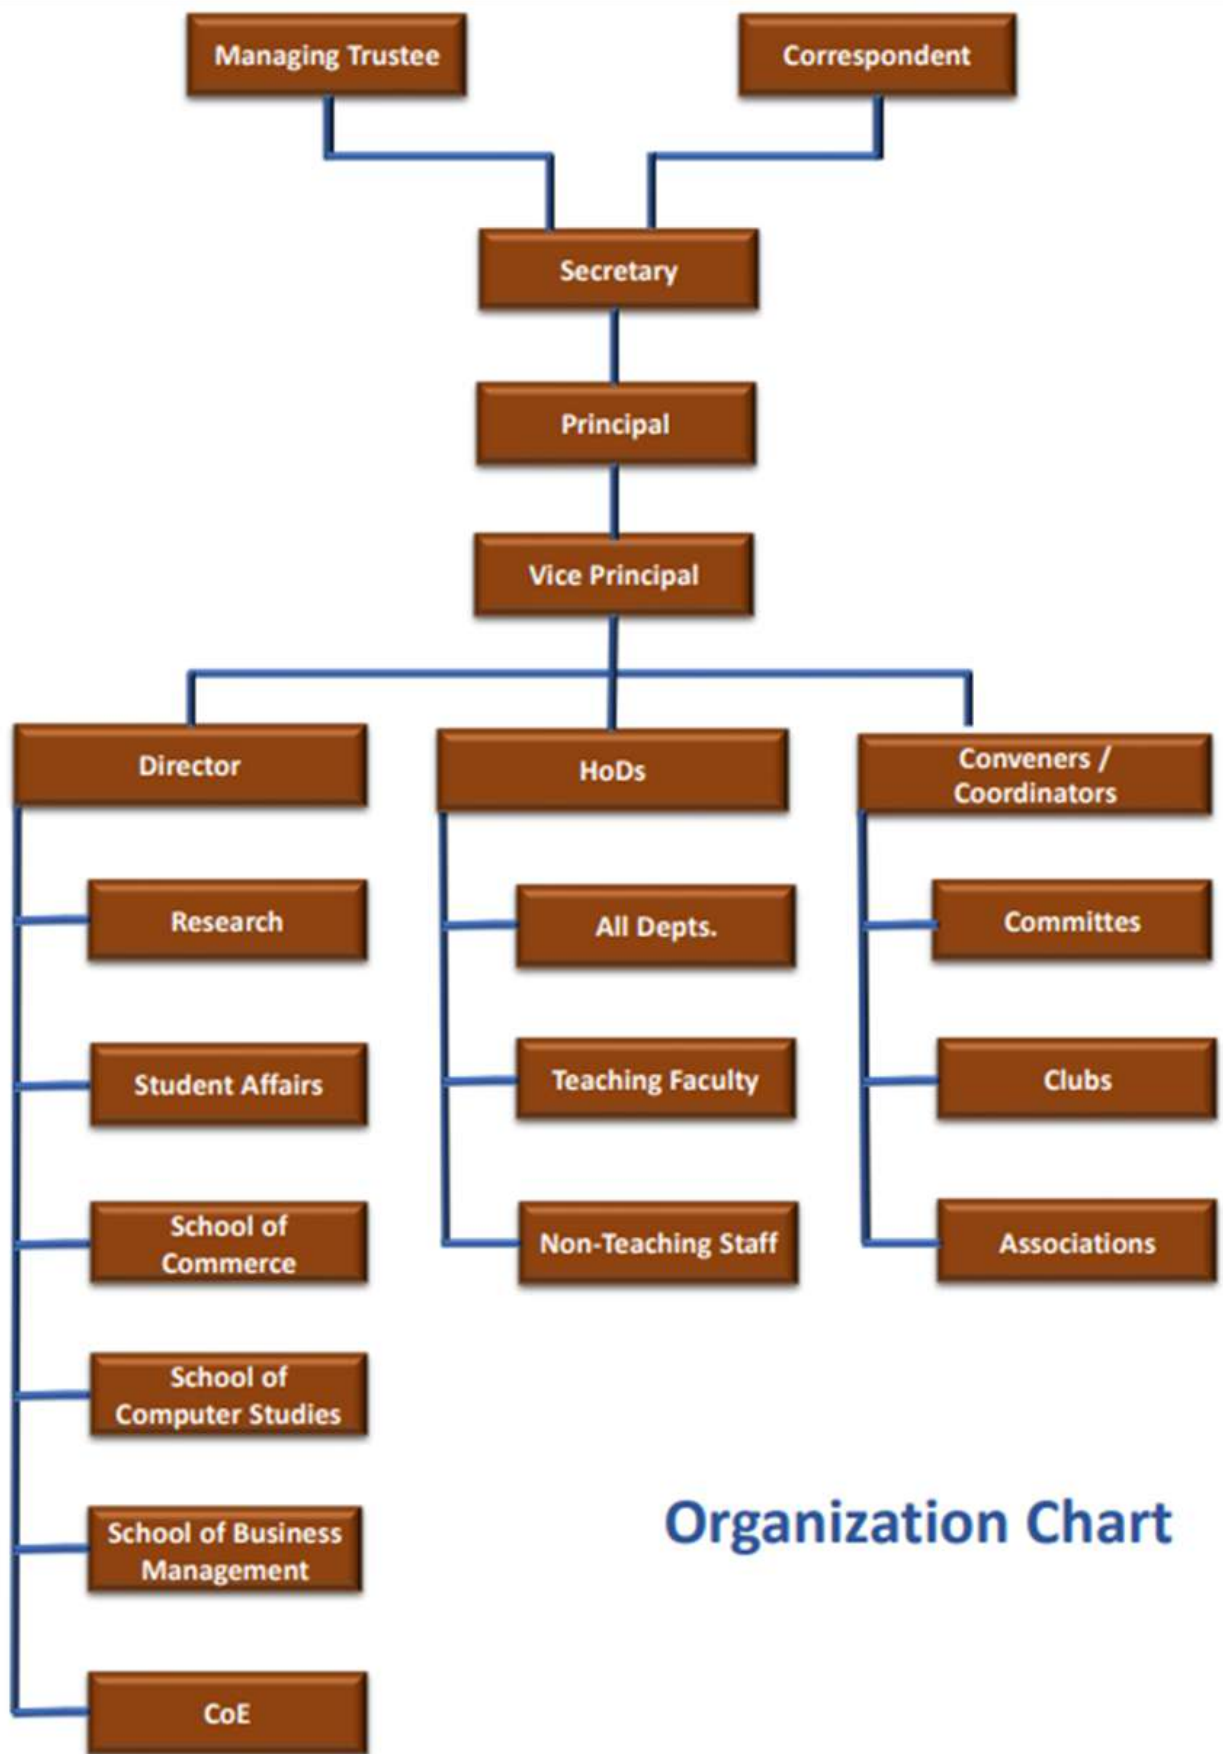 Managing Trustee
Correspondent
Secretary
Principal
Vice Principal
Director
HoDs
Conveners /
Coordinators
Research
All Depts.
Committes
Student Affairs
Teaching Faculty
Clubs
School of
Commerce
Non-Teaching Staff
Associations
School of
Computer Studies
School of Business
Management
Organization Chart
CoE